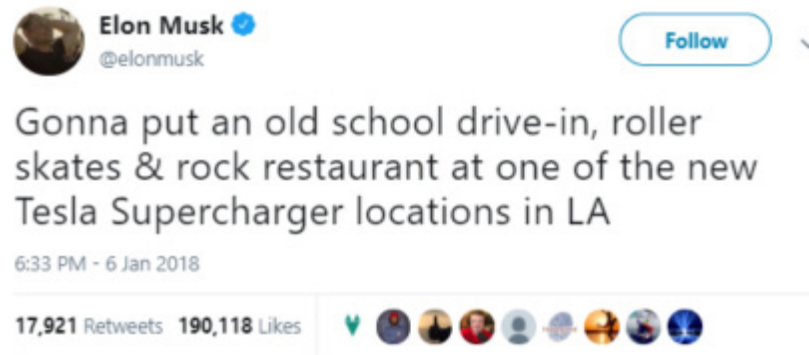 Elon Musk
@elonmusk
Follow
Gonna put an old school drive-in, roller
skates & rock restaurant at one of the new
Tesla Supercharger locations in LA
6:33 PM - 6 Jan 2018
17,921 Retweets 190,118 Likes